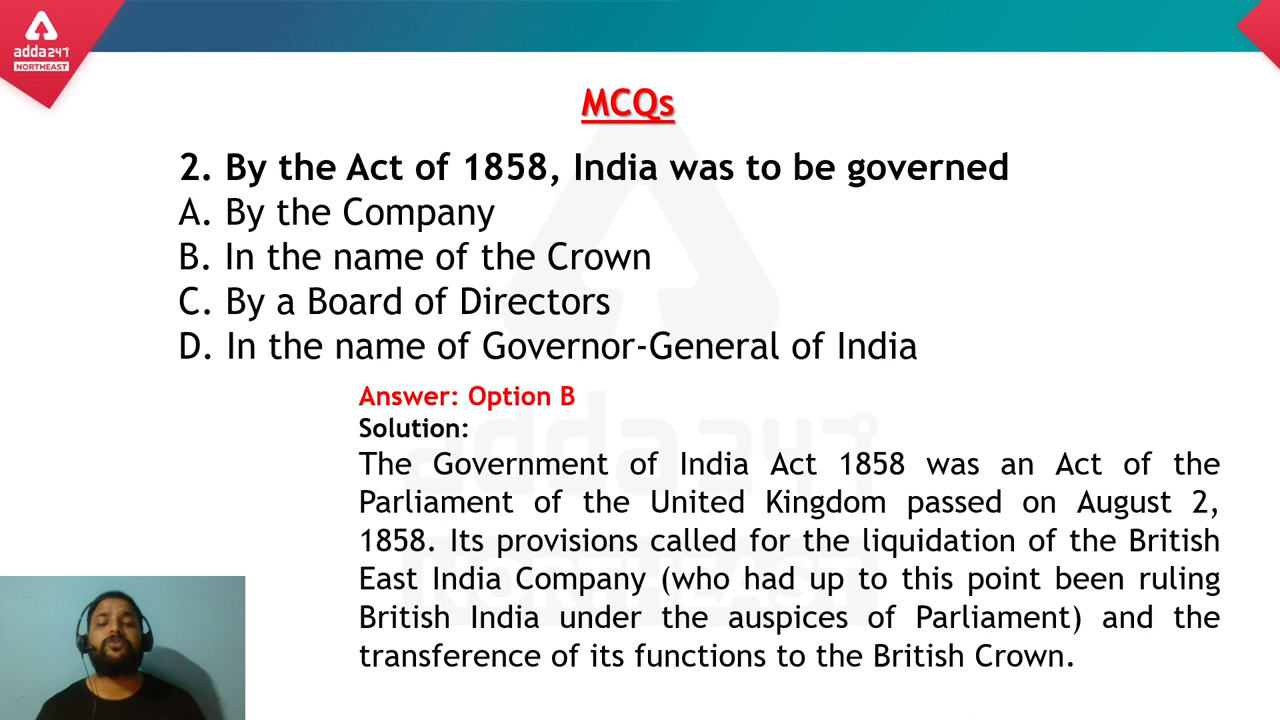 adda247
NORTHEAST
MCQs
2. By the Act of 1858, India was to be governed
A. By the Company
B. In the name of the Crown
C. By a Board of Directors
D. In the name of Governor-General of India
Answer: Option B
Solution:
The Government of India Act 1858 was an Act of the
Parliament of the United Kingdom passed on August 2,
1858. Its provisions called for the liquidation of the British
East India Company (who had up to this point been ruling
British India under the auspices of Parliament) and the
transference of its functions to the British Crown.
adda247
NORTHEAST